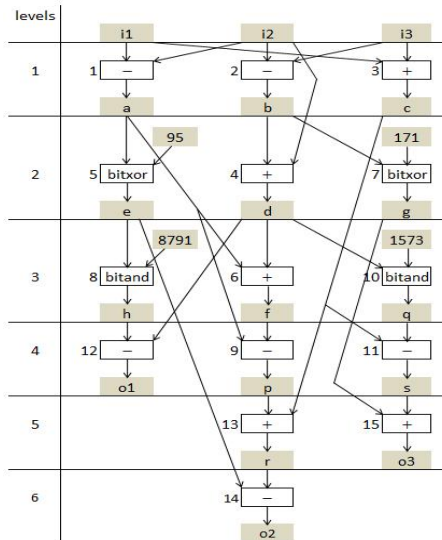 levels
i1 i2 i3
1 1 − 2 − 3 +
a b c
95 171
2 5 bitxor 4 + 7 bitxor
e d g
8791 1573
3 8 bitand 6 + 10 bitand
h f q
4 12 − 9 − 11 −
o1 p s
5 13 + 15 +
r o3
6 14 −
o2